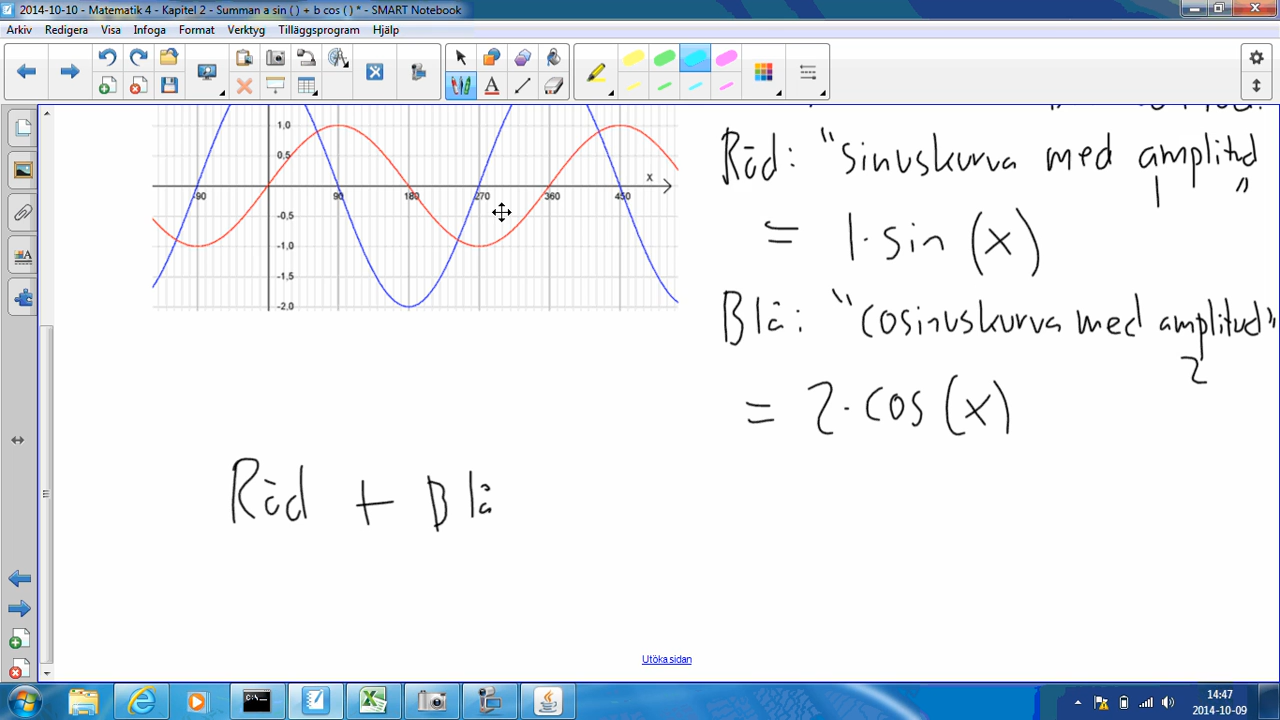 2014-10-10 - Matematik 4 - Kapitel 2 - Summan a sin ( ) + b cos ( ) * - SMART Notebook
Arkiv Redigera Visa Infoga Format Verktyg Tilläggsprogram Hjälp
1,0
0,5
x
-90 90 180 270 360 450
-0,5
-1,0
-1,5
-2,0
Röd: "sinuskurva med amplitud
1"
= 1·sin (x)
Blå: "cosinuskurva med amplitud"
2
= 2·cos (x)
Röd + Blå
Utöka sidan
14:47
2014-10-09